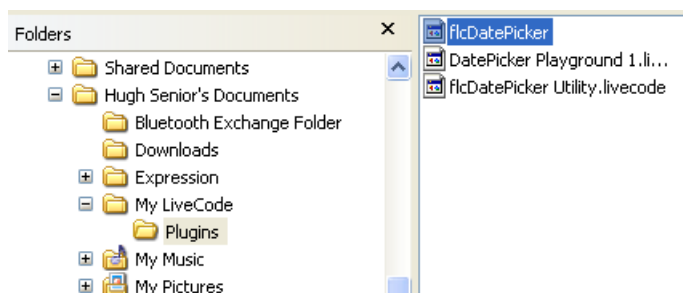 Folders
Shared Documents
Hugh Senior's Documents
Bluetooth Exchange Folder
Downloads
Expression
My LiveCode
Plugins
My Music
My Pictures
flcDatePicker
DatePicker Playground 1.li...
flcDatePicker Utility.livecode